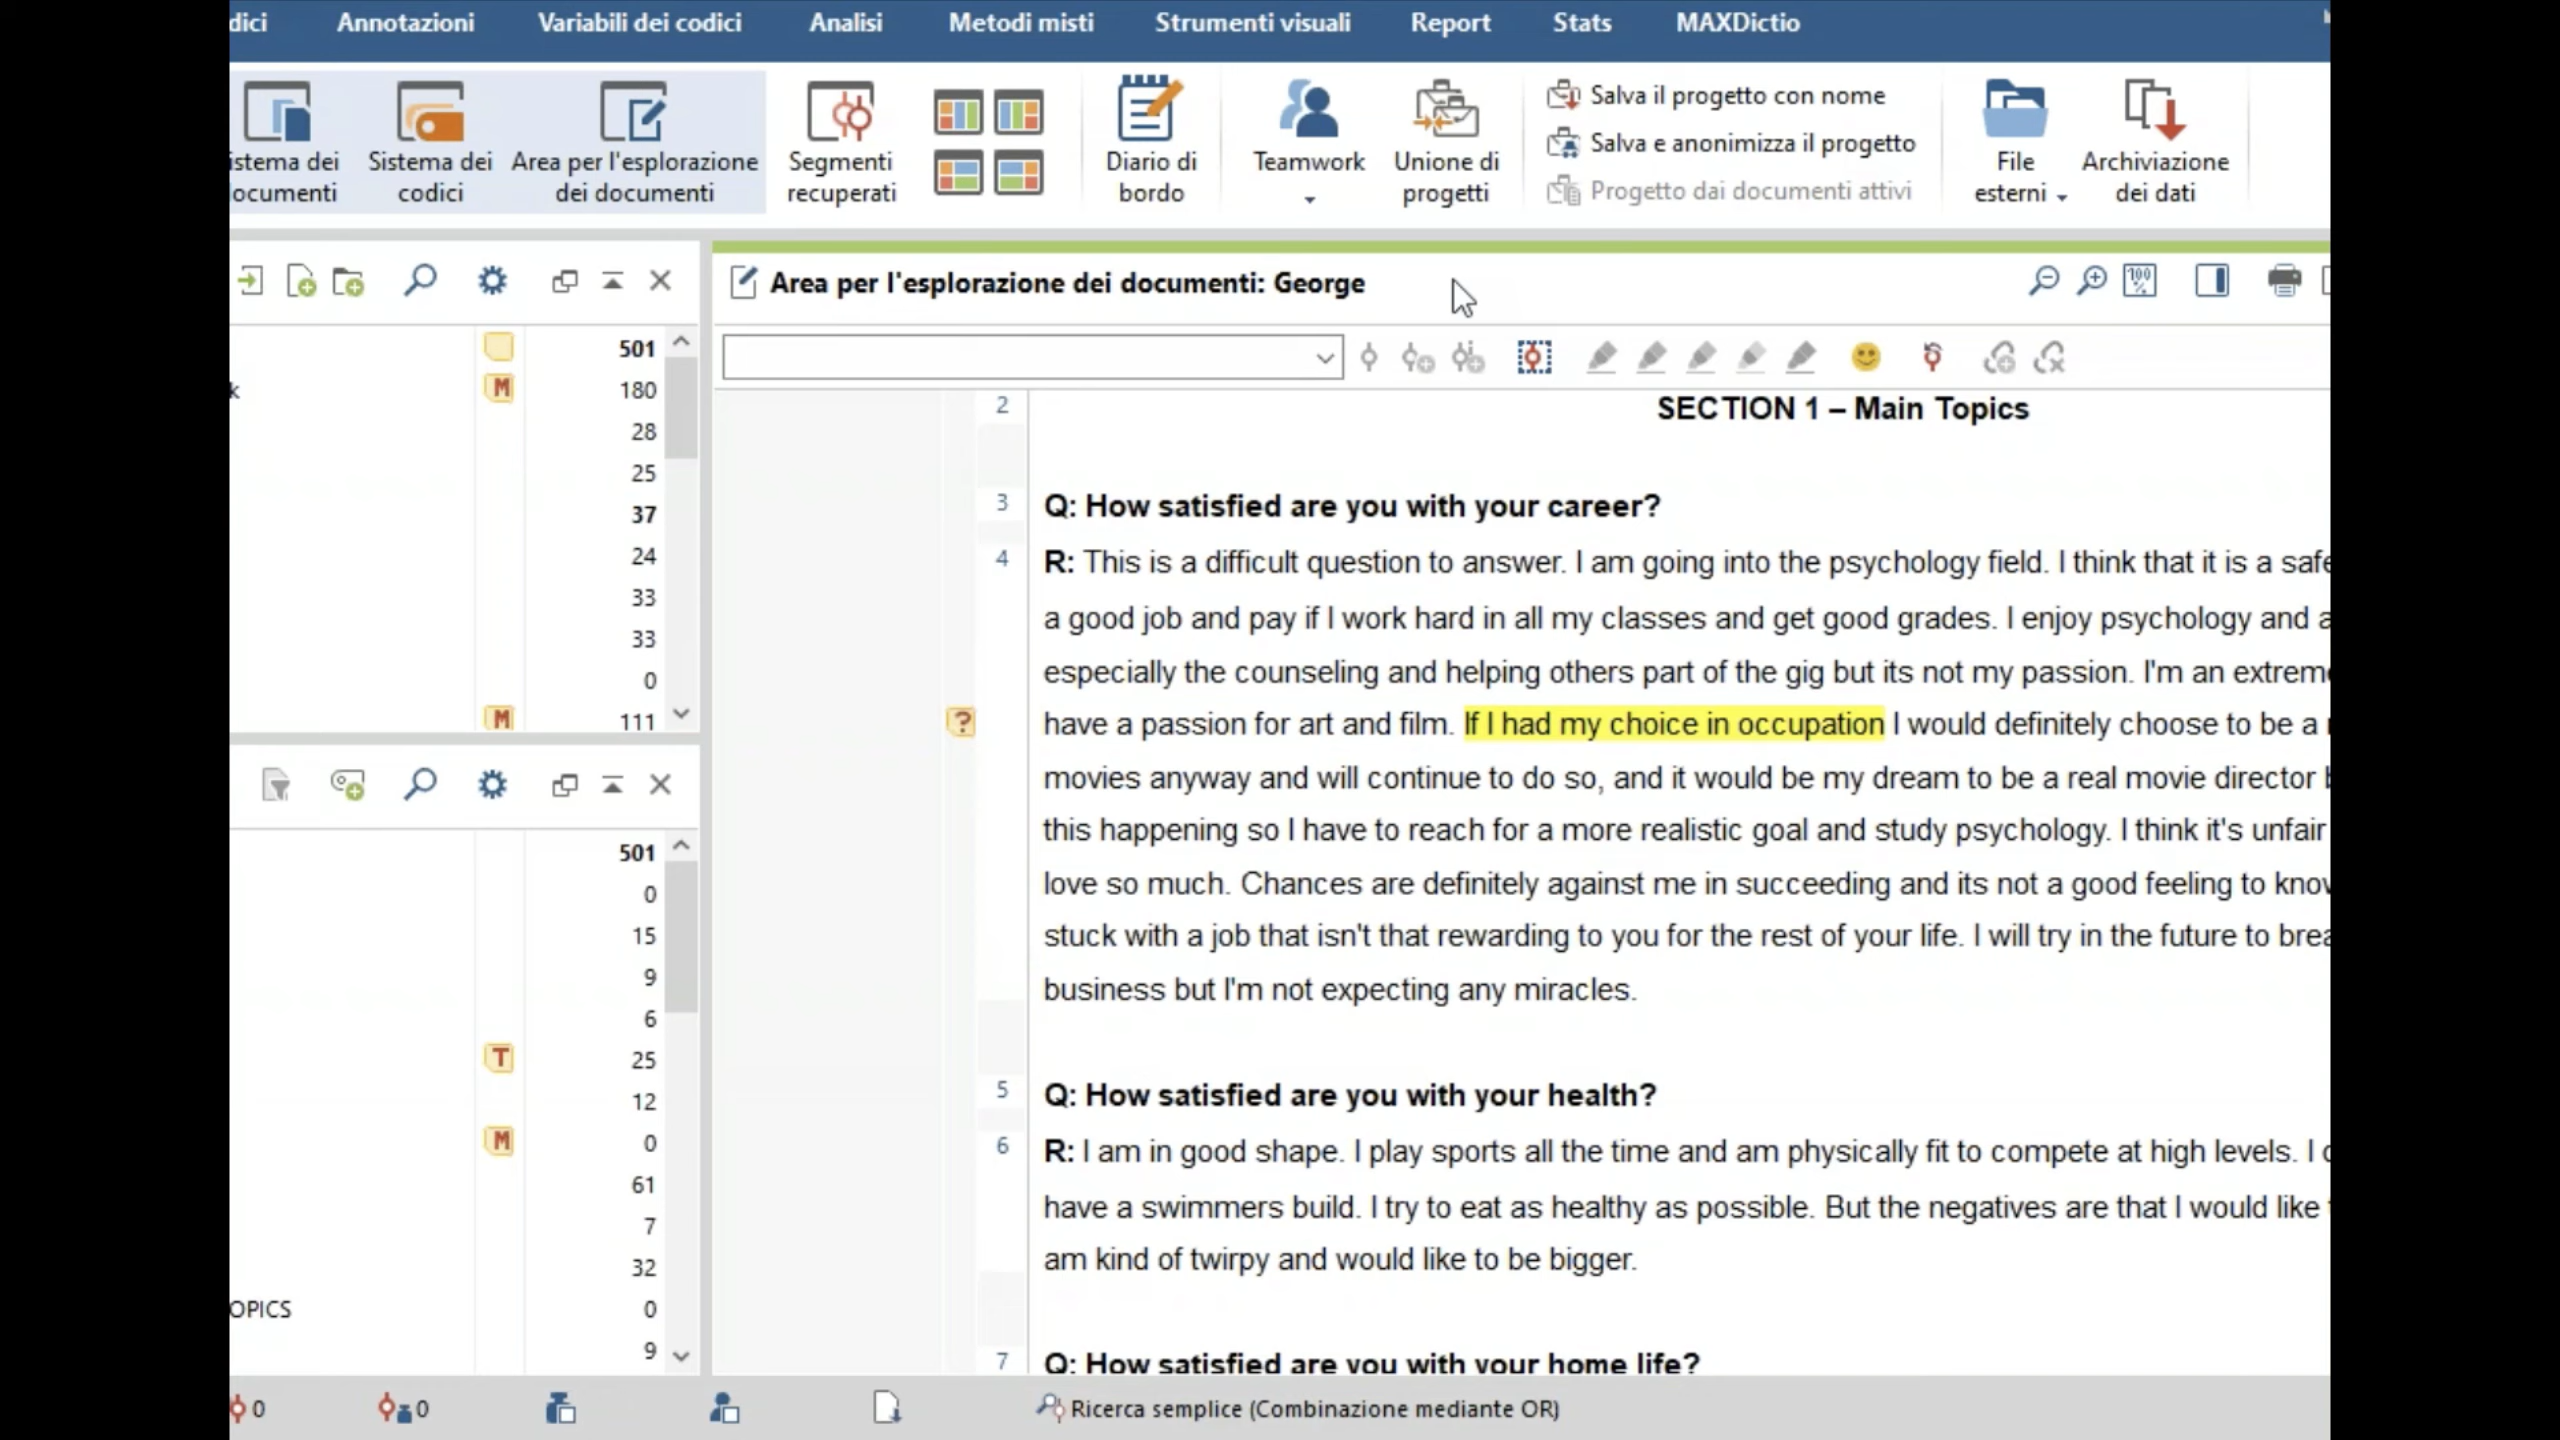 dici Annotazioni Variabili dei codici Analisi Metodi misti Strumenti visuali Report Stats MAXDictio
istema dei ocumenti
Sistema dei codici
Area per l'esplorazione dei documenti
Segmenti recuperati
Diario di bordo
Teamwork
Unione di progetti
Salva il progetto con nome
Salva e anonimizza il progetto
Progetto dai documenti attivi
File esterni
Archiviazione dei dati
501
k M 180
28
25
37
24
33
33
0
M 111
501
0
15
9
6
T 25
12
M 0
61
7
32
OPICS 0
9
Area per l'esplorazione dei documenti: George
100 %
2 SECTION 1 – Main Topics
3 Q: How satisfied are you with your career?
4 R: This is a difficult question to answer. I am going into the psychology field. I think that it is a safe
a good job and pay if I work hard in all my classes and get good grades. I enjoy psychology and a
especially the counseling and helping others part of the gig but its not my passion. I'm an extrem
? have a passion for art and film. If I had my choice in occupation I would definitely choose to be a
movies anyway and will continue to do so, and it would be my dream to be a real movie director
this happening so I have to reach for a more realistic goal and study psychology. I think it's unfair
love so much. Chances are definitely against me in succeeding and its not a good feeling to know
stuck with a job that isn't that rewarding to you for the rest of your life. I will try in the future to brea
business but I'm not expecting any miracles.
5 Q: How satisfied are you with your health?
6 R: I am in good shape. I play sports all the time and am physically fit to compete at high levels. I
have a swimmers build. I try to eat as healthy as possible. But the negatives are that I would like
am kind of twirpy and would like to be bigger.
7 Q: How satisfied are you with your home life?
0 0 Ricerca semplice (Combinazione mediante OR)